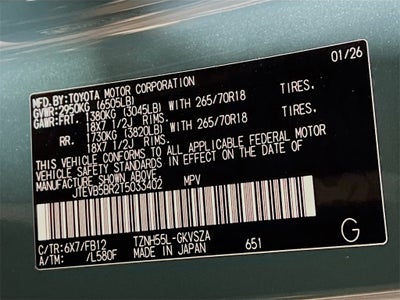 MFD.BY:TOYOTA MOTOR CORPORATION 01/26
GVWR:2950KG (6505LB)
GAWR:FRT. 1380KG (3045LB) WITH 265/70R18 TIRES.
18X7 1/2J RIMS.
RR. 1730KG (3820LB) WITH 265/70R18 TIRES.
18X7 1/2J RIMS.
THIS VEHICLE CONFORMS TO ALL APPLICABLE FEDERAL MOTOR
VEHICLE SAFETY STANDARDS IN EFFECT ON THE DATE OF
MANUFACTURE SHOWN ABOVE.
JTEVB5BR2T5033402 MPV
C/TR:6X7/FB12 TZNH55L-GKVSZA 651 G
A/TM: /L580F MADE IN JAPAN